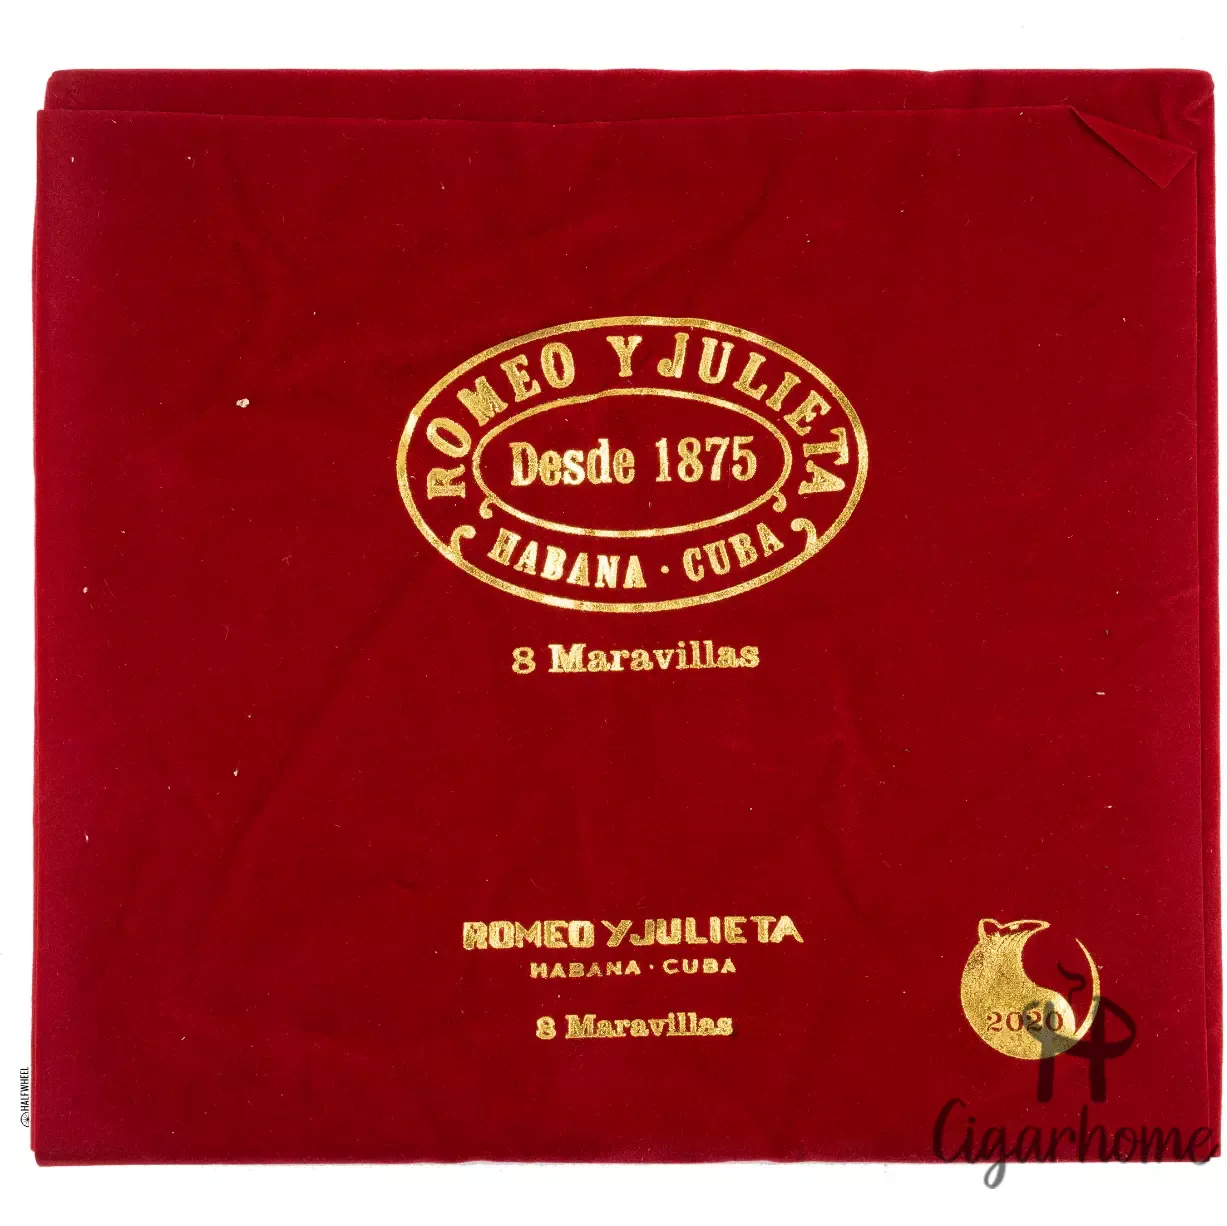 ROMEO Y JULIETA
Desde 1875
HABANA · CUBA
8 Maravillas
ROMEO Y JULIETA
HABANA · CUBA
8 Maravillas
2020
HALFWHEEL
Cigarhome